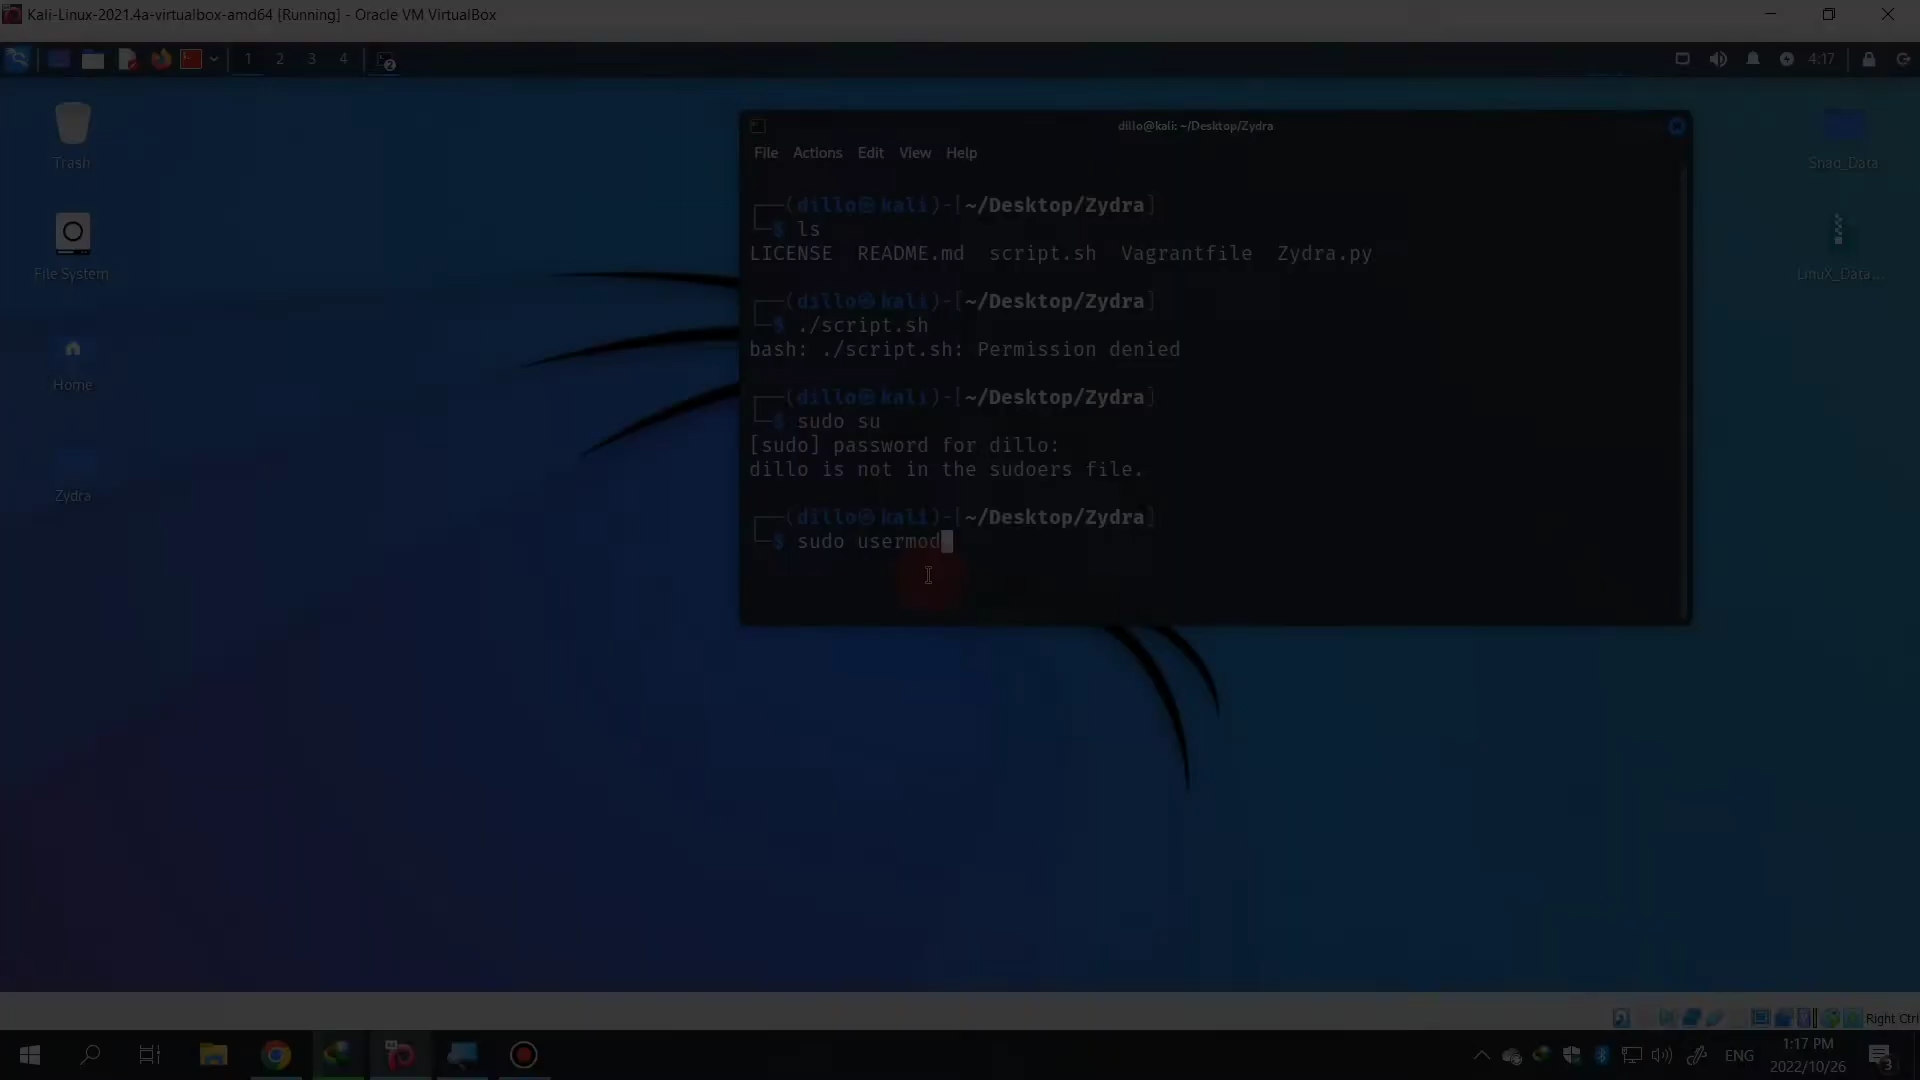 Kali-Linux-2021.4a-virtualbox-amd64 [Running] - Oracle VM VirtualBox
1 2 3 4 2
4:17
Trash
File System
Home
Zydra
Snaq_Data
LinuX_Data...
dillo@kali: ~/Desktop/Zydra
File Actions Edit View Help
(dillo㉿kali)-[~/Desktop/Zydra]
$ ls
LICENSE README.md script.sh Vagrantfile Zydra.py
(dillo㉿kali)-[~/Desktop/Zydra]
$ ./script.sh
bash: ./script.sh: Permission denied
(dillo㉿kali)-[~/Desktop/Zydra]
$ sudo su
[sudo] password for dillo:
dillo is not in the sudoers file.
(dillo㉿kali)-[~/Desktop/Zydra]
$ sudo usermod
Right Ctrl
ENG
1:17 PM
2022/10/26
3